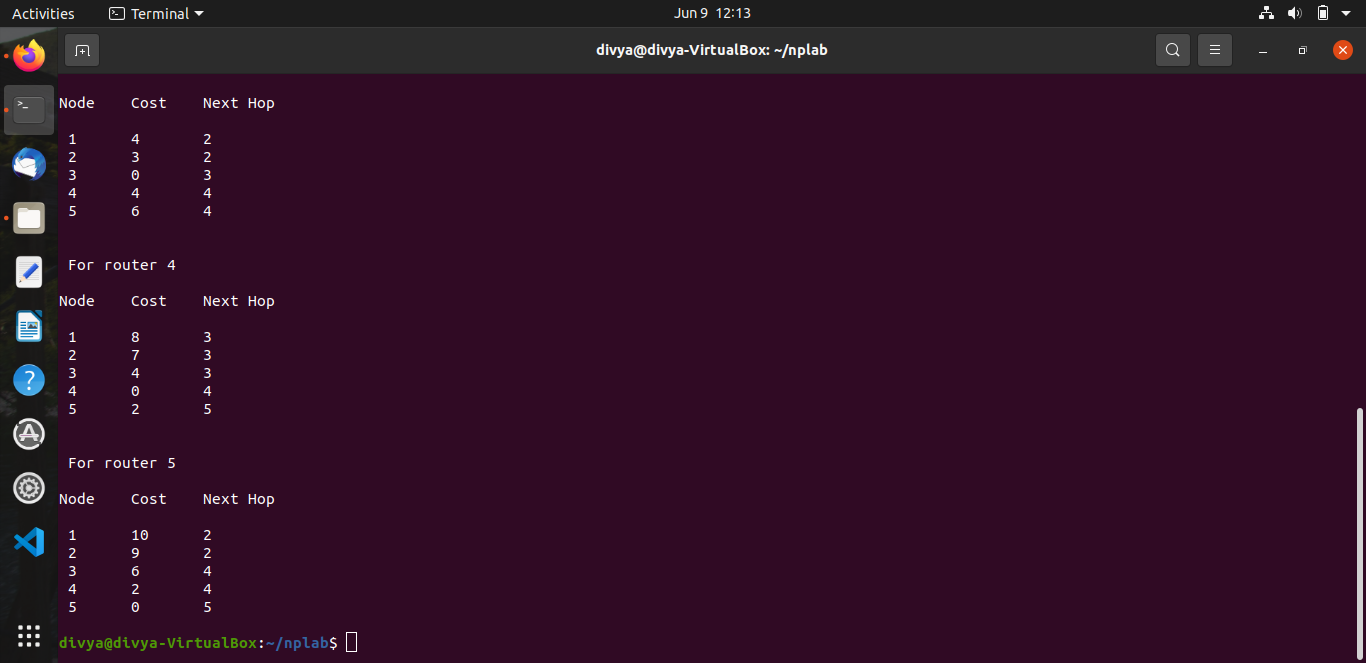 Activities Terminal Jun 9 12:13
divya@divya-VirtualBox: ~/nplab
Node Cost Next Hop
1 4 2
2 3 2
3 0 3
4 4 4
5 6 4
For router 4
Node Cost Next Hop
1 8 3
2 7 3
3 4 3
4 0 4
5 2 5
For router 5
Node Cost Next Hop
1 10 2
2 9 2
3 6 4
4 2 4
5 0 5
divya@divya-VirtualBox:~/nplab$